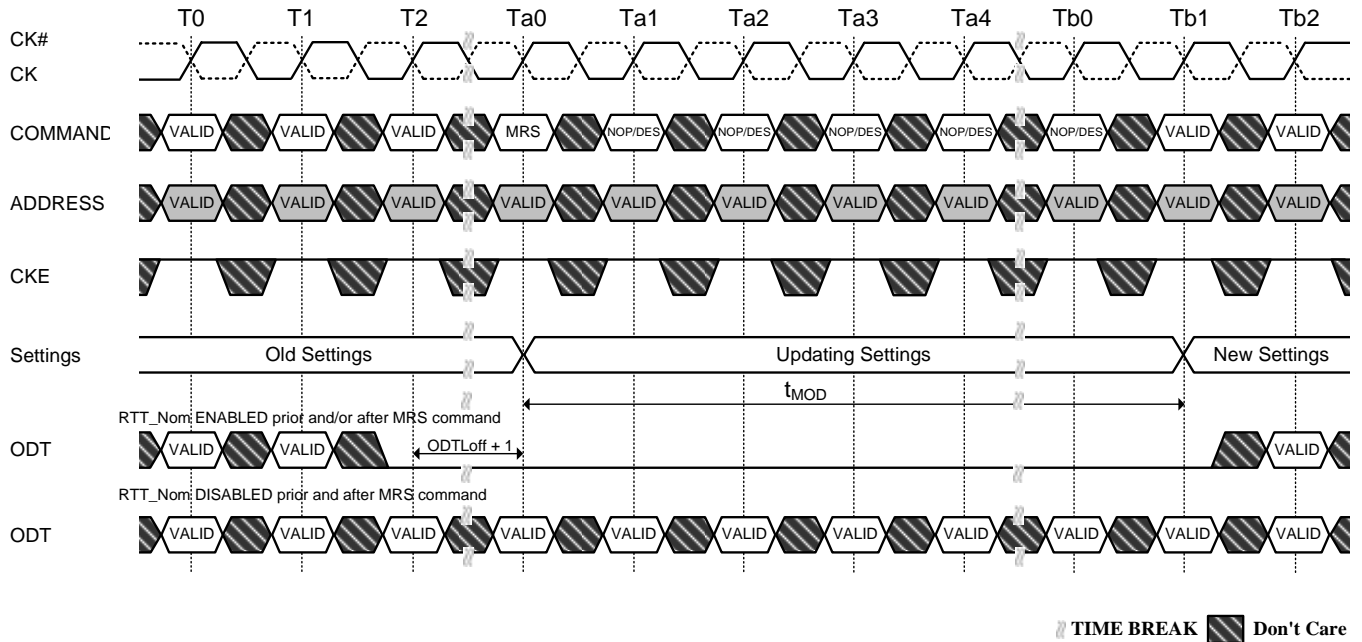 T0 T1 T2 Ta0 Ta1 Ta2 Ta3 Ta4 Tb0 Tb1 Tb2
CK#
CK
COMMAND VALID VALID VALID MRS NOP/DES NOP/DES NOP/DES NOP/DES NOP/DES VALID VALID
ADDRESS VALID VALID VALID VALID VALID VALID VALID VALID VALID VALID VALID
CKE
Settings Old Settings Updating Settings New Settings
tMOD
RTT_Nom ENABLED prior and/or after MRS command
ODT VALID VALID ODTLoff + 1 VALID
RTT_Nom DISABLED prior and after MRS command
ODT VALID VALID VALID VALID VALID VALID VALID VALID VALID VALID VALID
TIME BREAK Don't Care